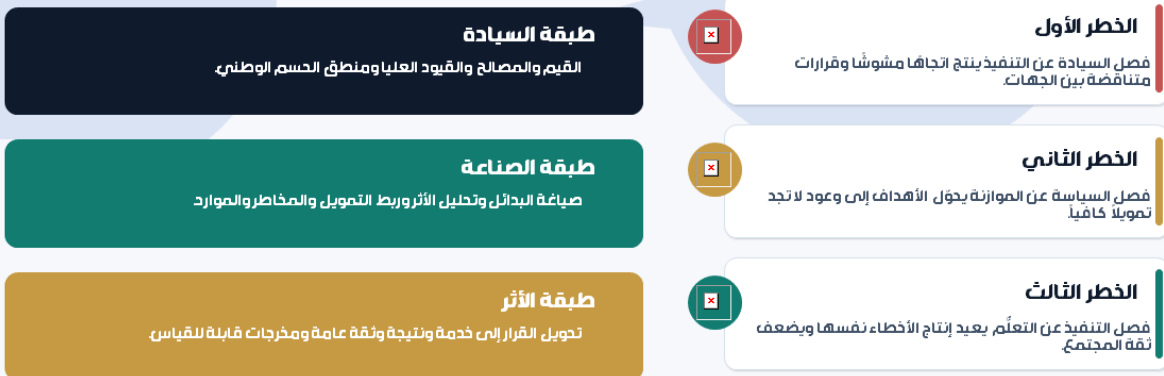 الخطر الأول
فصل السيادة عن التنفيذ ينتج اتجاهًا مشوشًا وقرارات
متناقضة بين الجهات.
الخطر الثاني
فصل السياسة عن الموازنة يحوّل الأهداف إلى وعود لا تجد
تمويلاً كافياً.
الخطر الثالث
فصل التنفيذ عن التعلّم يعيد إنتاج الأخطاء نفسها ويضعف
ثقة المجتمع.
طبقة السيادة
القيم والمصالح والقيود العليا ومنطق الحسم الوطني.
طبقة الصناعة
صياغة البدائل وتحليل الأثر وربط التمويل والمخاطر والموارد.
طبقة الأثر
تحويل القرار إلى خدمة ونتيجة وثقة عامة ومخرجات قابلة للقياس.